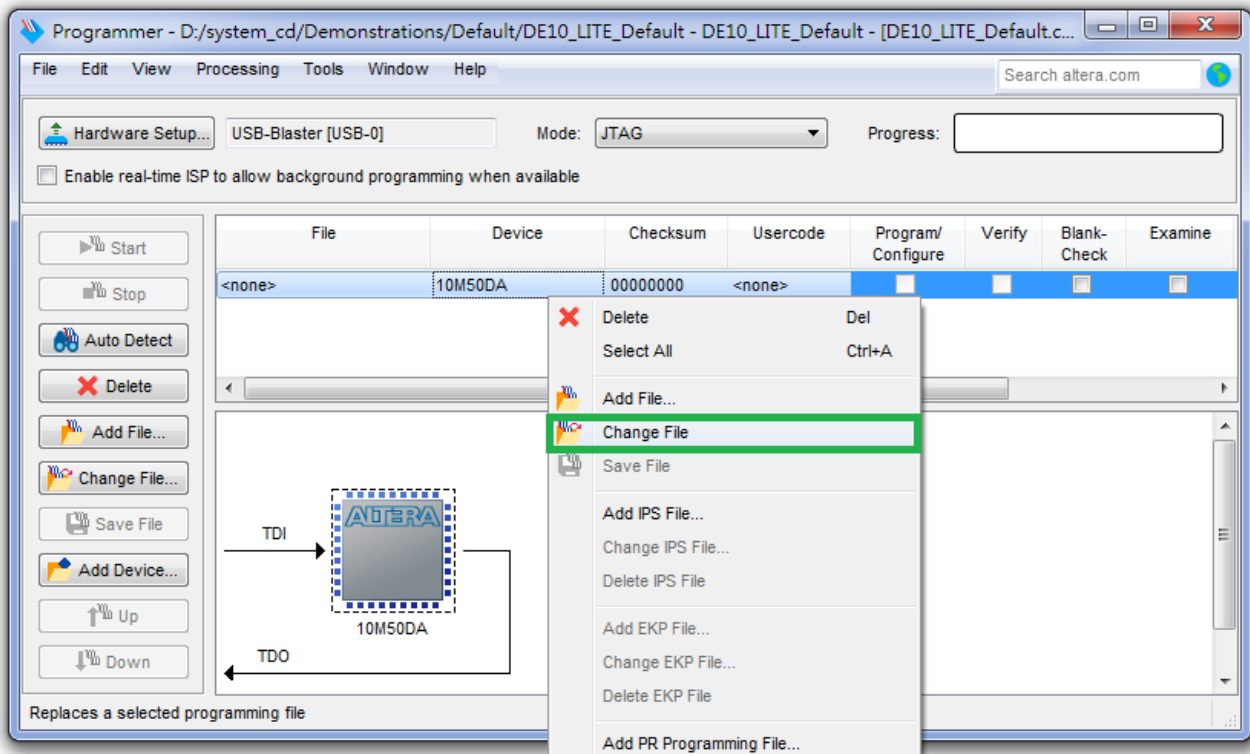 Programmer - D:/system_cd/Demonstrations/Default/DE10_LITE_Default - DE10_LITE_Default - [DE10_LITE_Default.c...
File Edit View Processing Tools Window Help
Search altera.com
Hardware Setup... USB-Blaster [USB-0] Mode: JTAG Progress:
Enable real-time ISP to allow background programming when available
Start
Stop
Auto Detect
Delete
Add File...
Change File...
Save File
Add Device...
Up
Down
File Device Checksum Usercode Program/ Verify Blank- Examine
Configure Check
<none> 10M50DA 00000000 <none>
Delete Del
Select All Ctrl+A
Add File...
Change File
Save File
Add IPS File...
Change IPS File...
Delete IPS File
Add EKP File...
Change EKP File...
Delete EKP File
Add PR Programming File...
TDI
ALTERA
10M50DA
TDO
Replaces a selected programming file